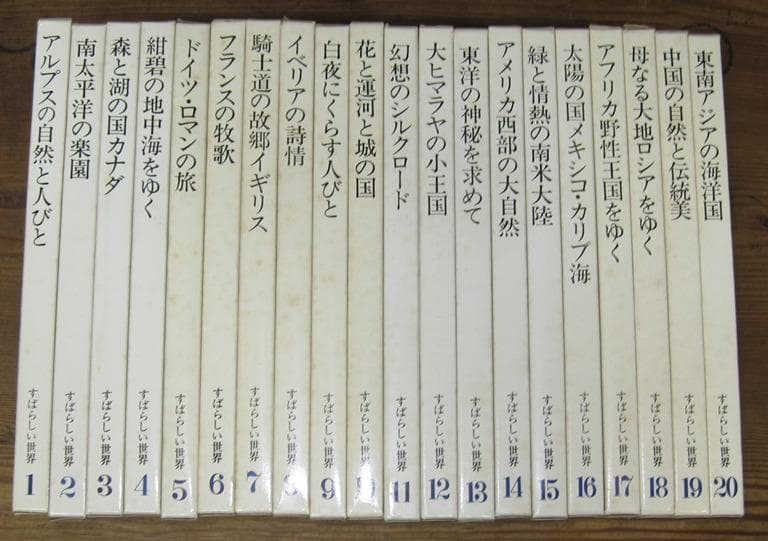 アルプスの自然と人びと
すばらしい世界
1
南太平洋の楽園
すばらしい世界
2
森と湖の国カナダ
すばらしい世界
3
紺碧の地中海をゆく
すばらしい世界
4
ドイツ・ロマンの旅
すばらしい世界
5
フランスの牧歌
すばらしい世界
6
騎士道の故郷イギリス
すばらしい世界
7
イベリアの詩情
すばらしい世界
8
白夜にくらす人びと
すばらしい世界
9
花と運河と城の国
すばらしい世界
10
幻想のシルクロード
すばらしい世界
11
大ヒマラヤの小王国
すばらしい世界
12
東洋の神秘を求めて
すばらしい世界
13
アメリカ西部の大自然
すばらしい世界
14
緑と情熱の南米大陸
すばらしい世界
15
太陽の国メキシコ・カリブ海
すばらしい世界
16
アフリカ野性王国をゆく
すばらしい世界
17
母なる大地ロシアをゆく
すばらしい世界
18
中国の自然と伝統美
すばらしい世界
19
東南アジアの海洋国
すばらしい世界
20